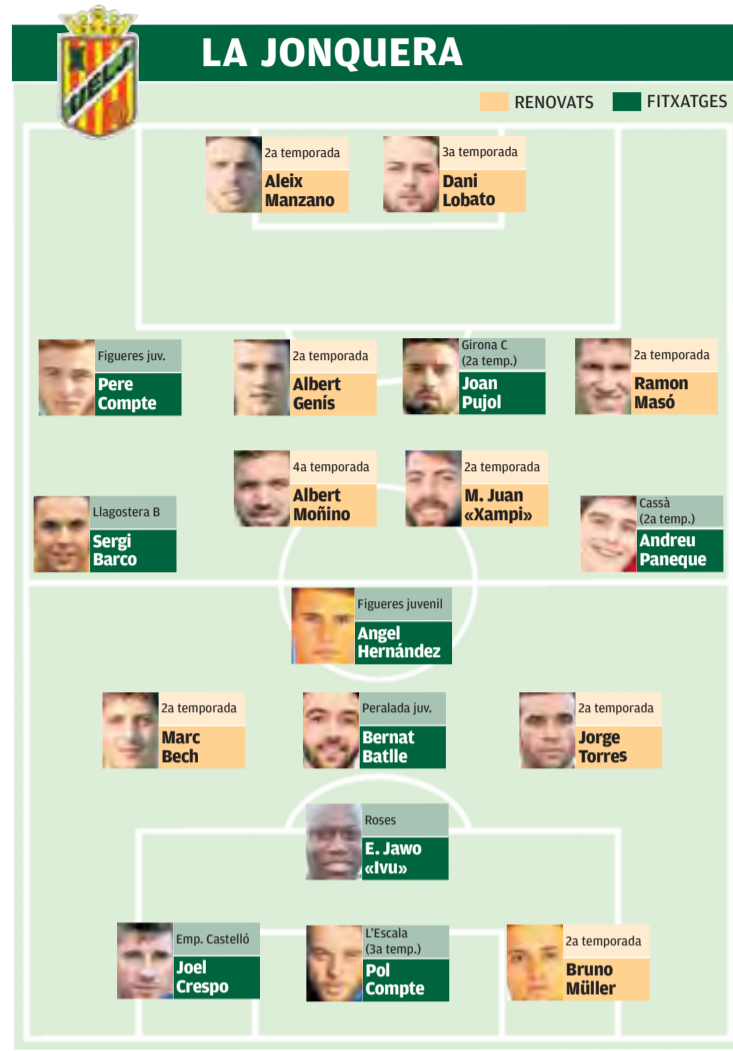 UELJ
LA JONQUERA
RENOVATS
FITXATGES
2a temporada
Aleix
Manzano
3a temporada
Dani
Lobato
Figueres juv.
Pere
Compte
2a temporada
Albert
Genís
Girona C
(2a temp.)
Joan
Pujol
2a temporada
Ramon
Masó
4a temporada
Albert
Moñino
2a temporada
M. Juan
«Xampi»
Llagostera B
Sergi
Barco
Cassà
(2a temp.)
Andreu
Paneque
Figueres juvenil
Angel
Hernández
2a temporada
Marc
Bech
Peralada juv.
Bernat
Batlle
2a temporada
Jorge
Torres
Roses
E. Jawo
«Ivu»
Emp. Castelló
Joel
Crespo
L'Escala
(3a temp.)
Pol
Compte
2a temporada
Bruno
Müller